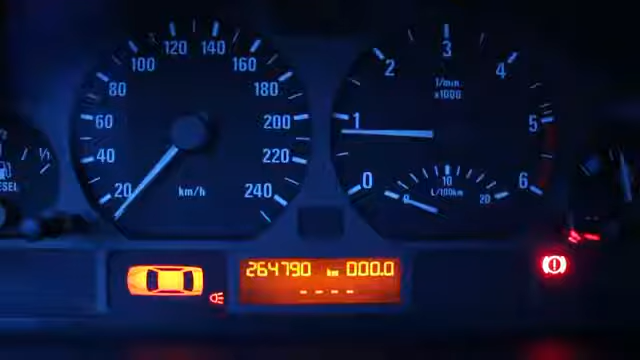 120 140
100 160
80 180
60 200
40 220
20 240
km/h
3
2 4
1/min
x1000
1 5
0 6
10
L/100km
0 20
1/1
DIESEL
264790 km 000.0
- - - -